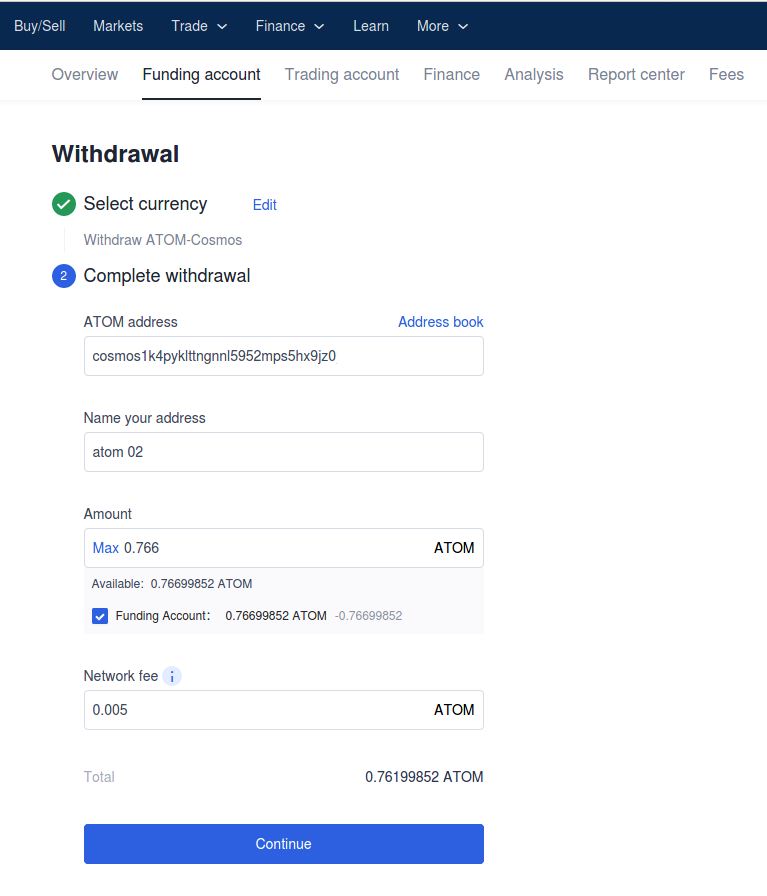 Buy/Sell Markets Trade Finance Learn More
Overview Funding account Trading account Finance Analysis Report center Fees
Withdrawal
Select currency Edit
Withdraw ATOM-Cosmos
2 Complete withdrawal
ATOM address Address book
cosmos1k4pyklttngnnl5952mps5hx9jz0
Name your address
atom 02
Amount
Max 0.766 ATOM
Available: 0.76699852 ATOM
Funding Account: 0.76699852 ATOM -0.76699852
Network fee i
0.005 ATOM
Total 0.76199852 ATOM
Continue